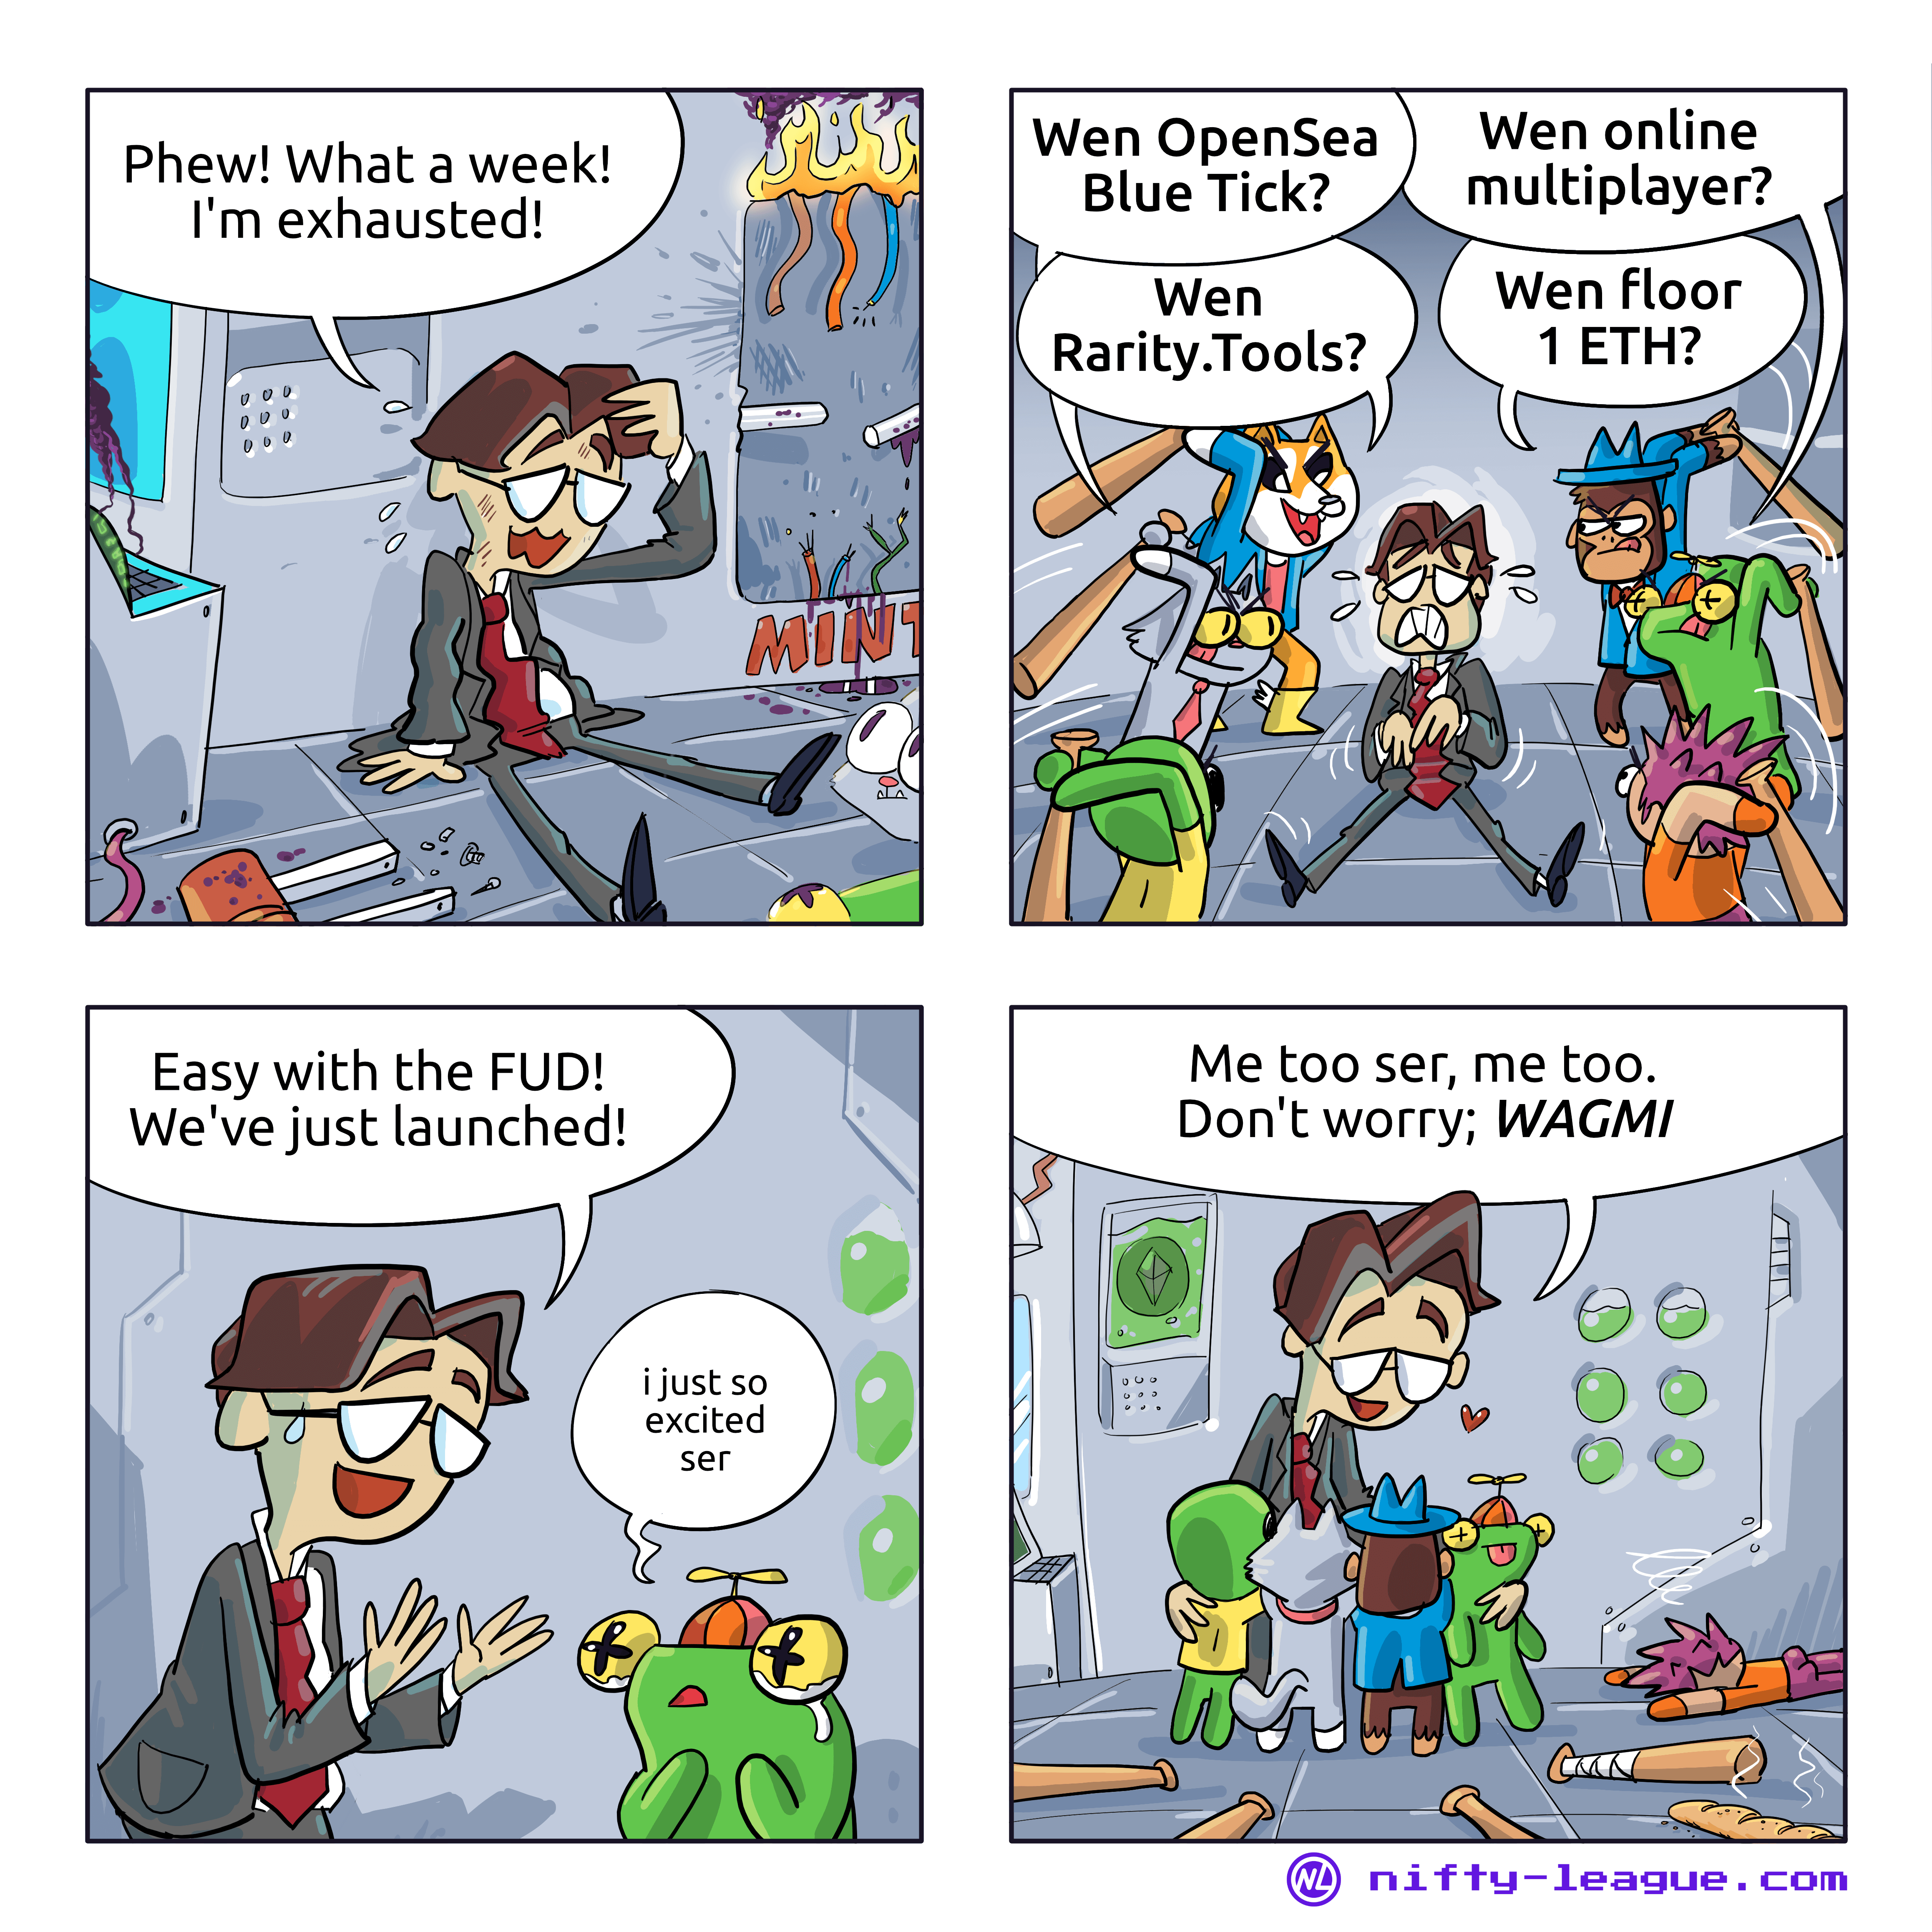 Phew! What a week!
I'm exhausted!
MINT
Wen OpenSea
Blue Tick?
Wen online
multiplayer?
Wen
Rarity.Tools?
Wen floor
1 ETH?
Easy with the FUD!
We've just launched!
i just so
excited
ser
Me too ser, me too.
Don't worry; WAGMI
NL nifty-league.com